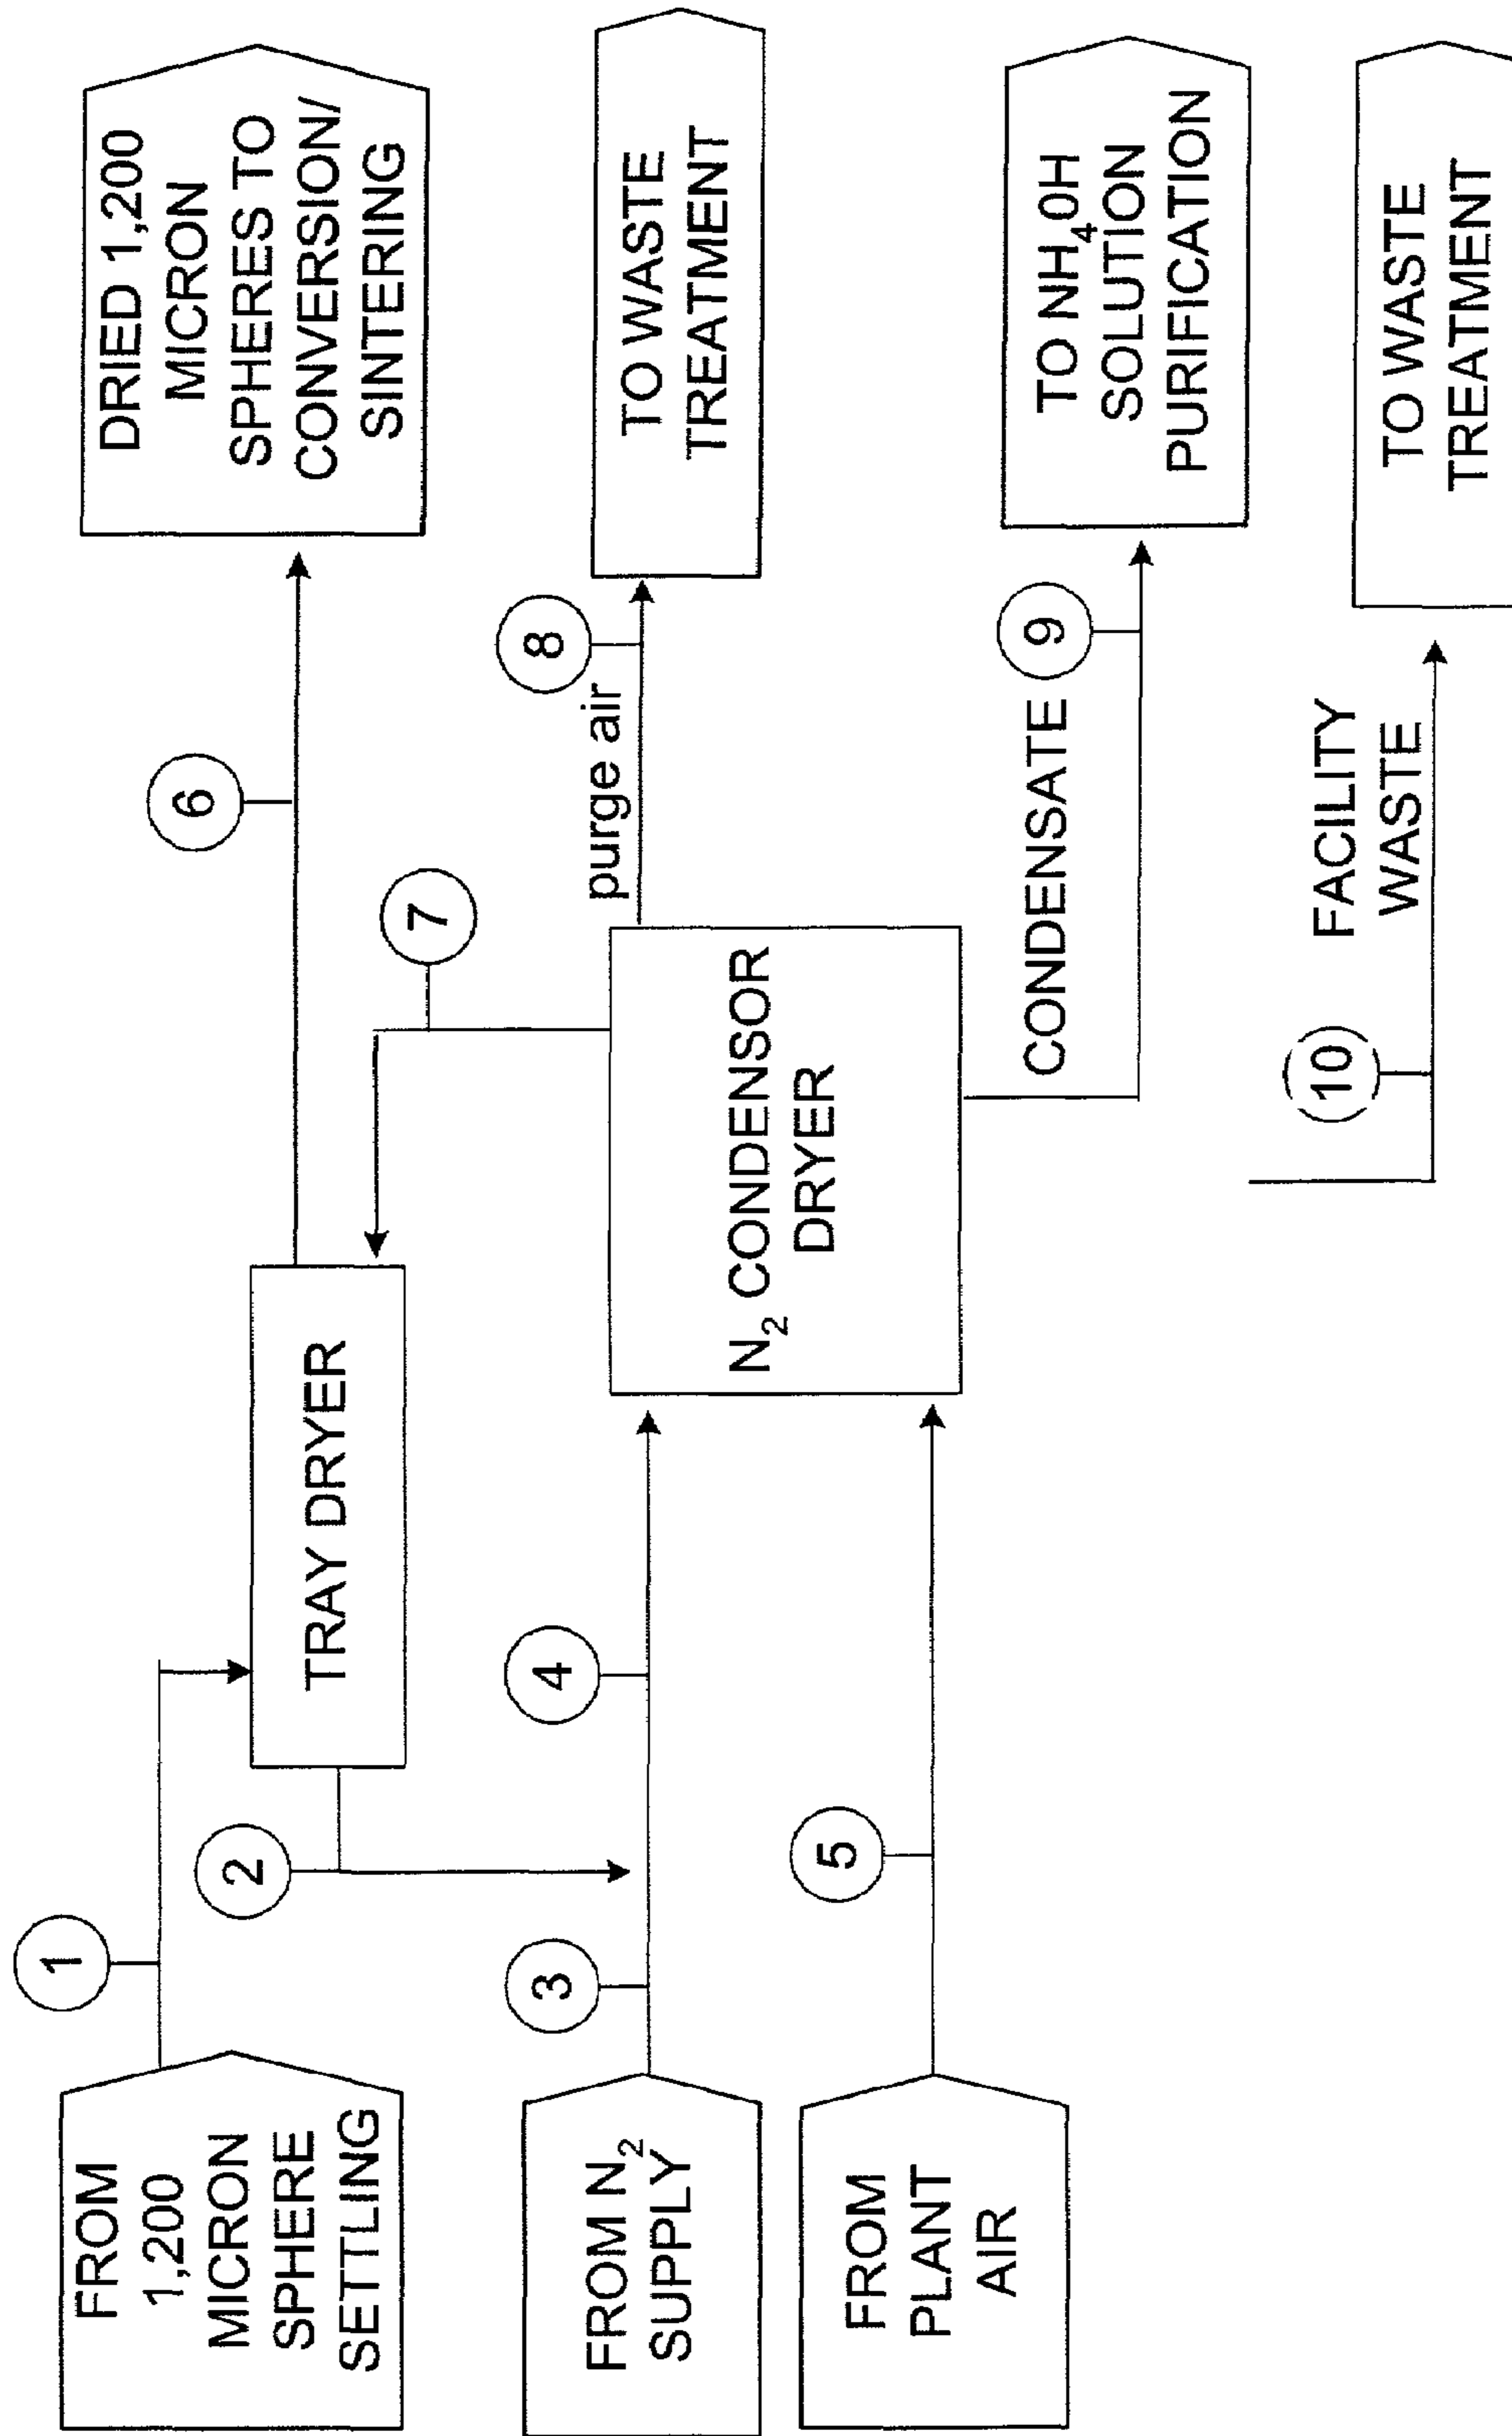 FROM
1,200
MICRON
SPHERE
SETTLING
1
2
TRAY DRYER
6
DRIED 1,200
MICRON
SPHERES TO
CONVERSION/
SINTERING
7
FROM N₂
SUPPLY
3
4
N₂ CONDENSOR
DRYER
purge air
8
TO WASTE
TREATMENT
FROM
PLANT
AIR
5
CONDENSATE
9
TO NH₄0H
SOLUTION
PURIFICATION
10
FACILITY
WASTE
TO WASTE
TREATMENT